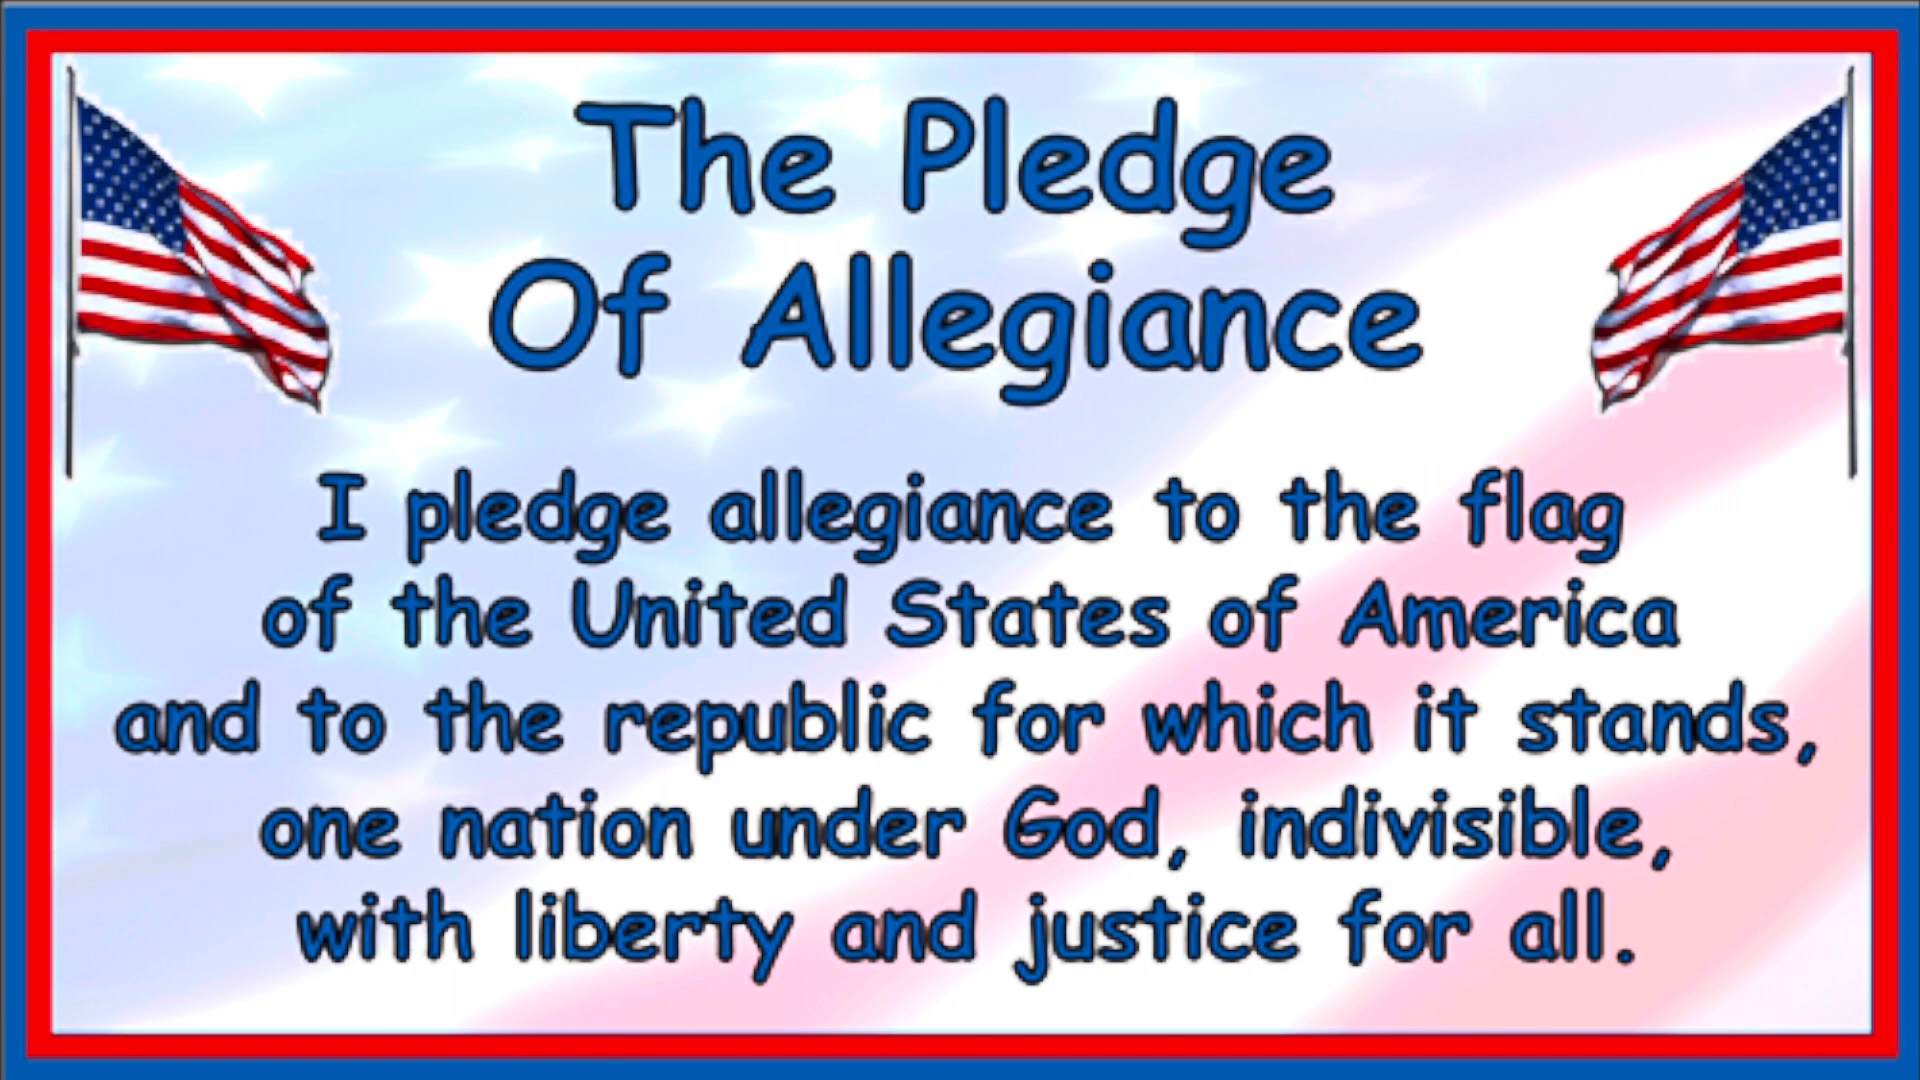 The Pledge
Of Allegiance
I pledge allegiance to the flag
of the United States of America
and to the republic for which it stands,
one nation under God, indivisible,
with liberty and justice for all.